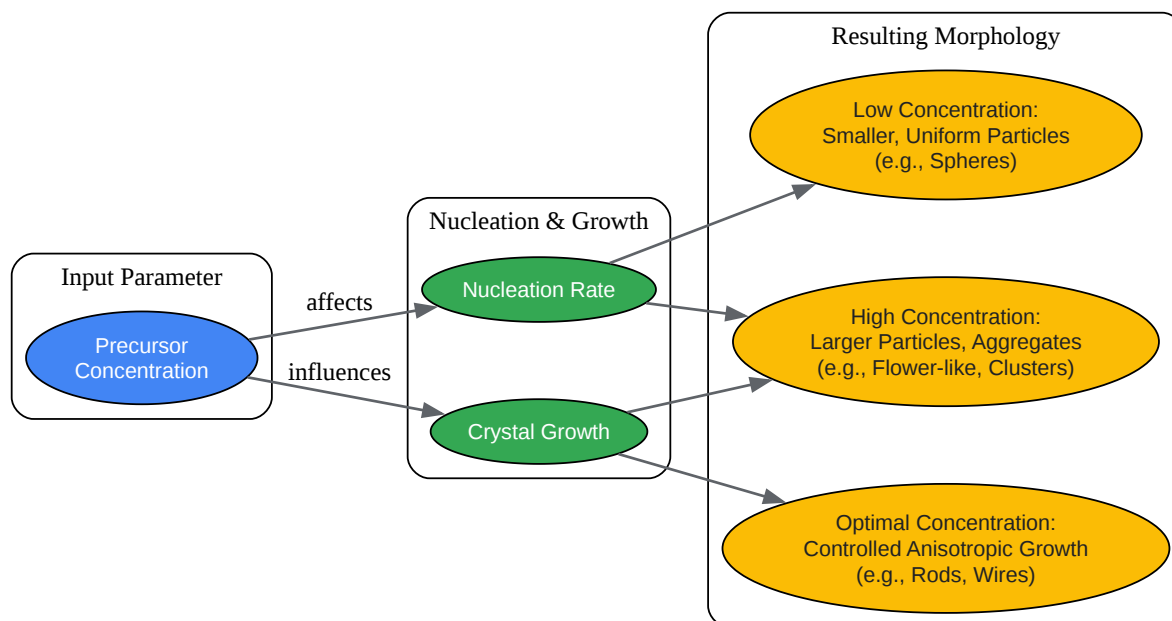 Input Parameter
Precursor
Concentration
affects
influences
Nucleation & Growth
Nucleation Rate
Crystal Growth
Resulting Morphology
Low Concentration:
Smaller, Uniform Particles
(e.g., Spheres)
High Concentration:
Larger Particles, Aggregates
(e.g., Flower-like, Clusters)
Optimal Concentration:
Controlled Anisotropic Growth
(e.g., Rods, Wires)